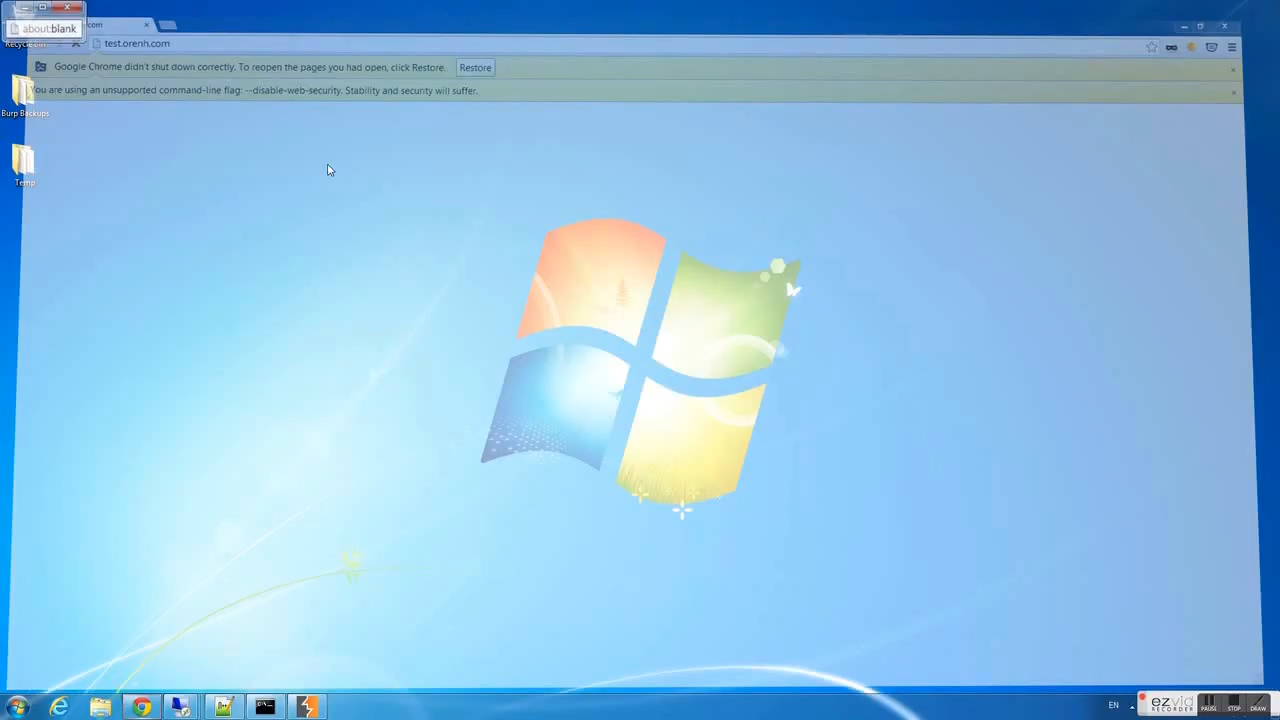 about:blank
.com
Recycle Bin
test.orenh.com
Google Chrome didn't shut down correctly. To reopen the pages you had open, click Restore.
Restore
You are using an unsupported command-line flag: --disable-web-security. Stability and security will suffer.
Burp Backups
Temp
EN
ezvid
RECORDER
PAUSE
STOP
DRAW